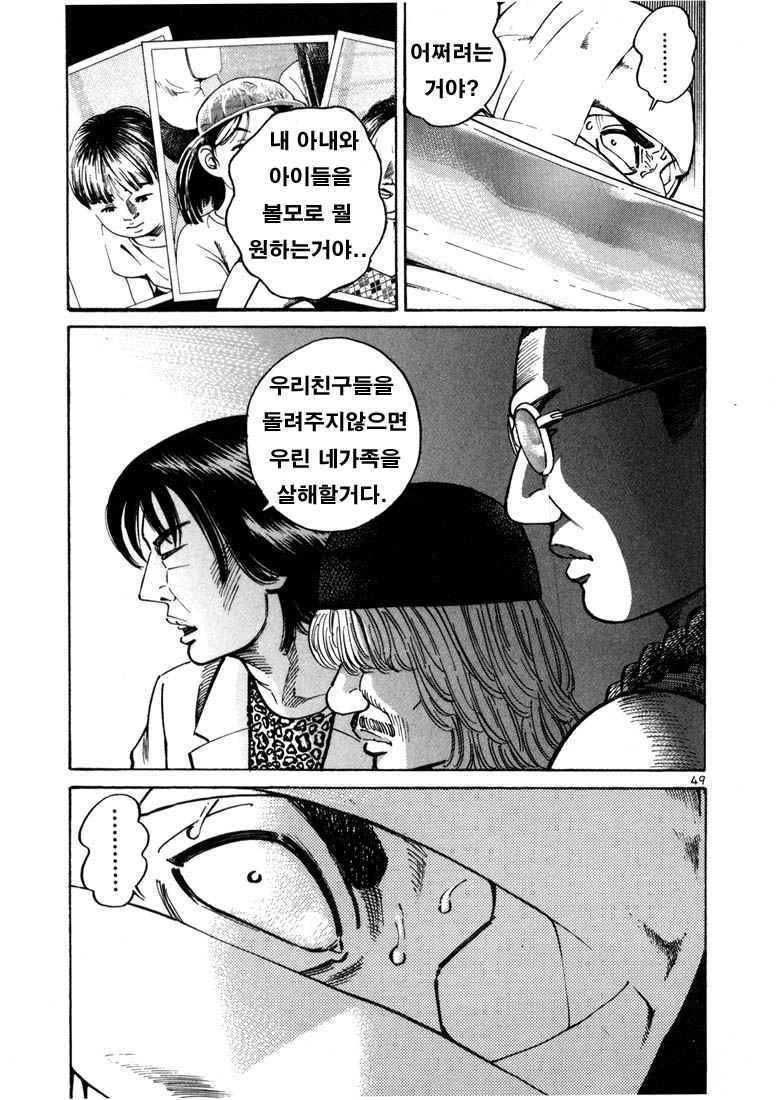 ………
어쩌려는
거야?
내 아내와
아이들을
볼모로 뭘
원하는거야..
우리친구들을
돌려주지않으면
우린 네가족을
살해할거다.
49
………